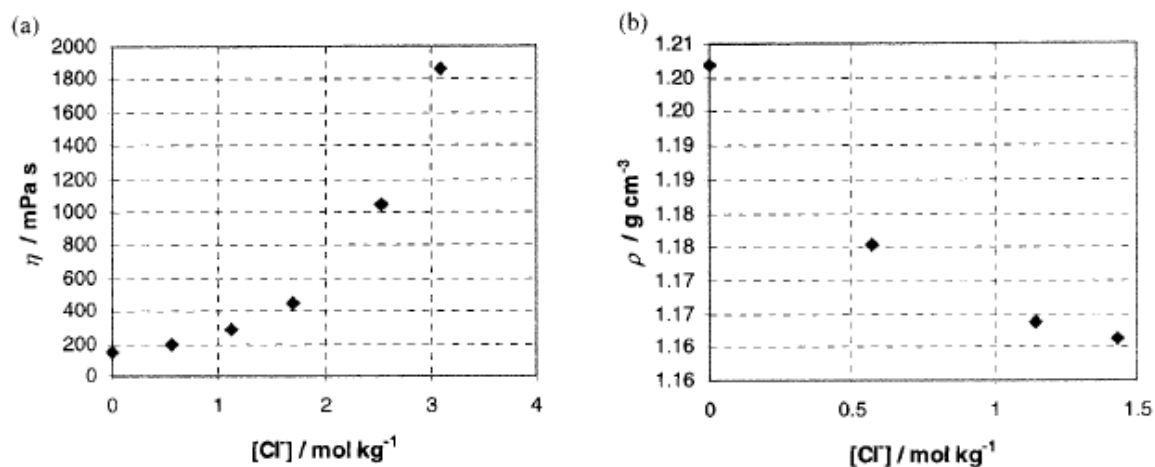 (a)
2000
1800
1600
1400
1200
1000
800
600
400
200
0
η / mPa s
0 1 2 3 4
[Cl⁻] / mol kg⁻¹
(b)
1.21
1.20
1.20
1.19
1.19
1.18
1.18
1.17
1.17
1.16
1.16
ρ / g cm⁻³
0 0.5 1 1.5
[Cl⁻] / mol kg⁻¹